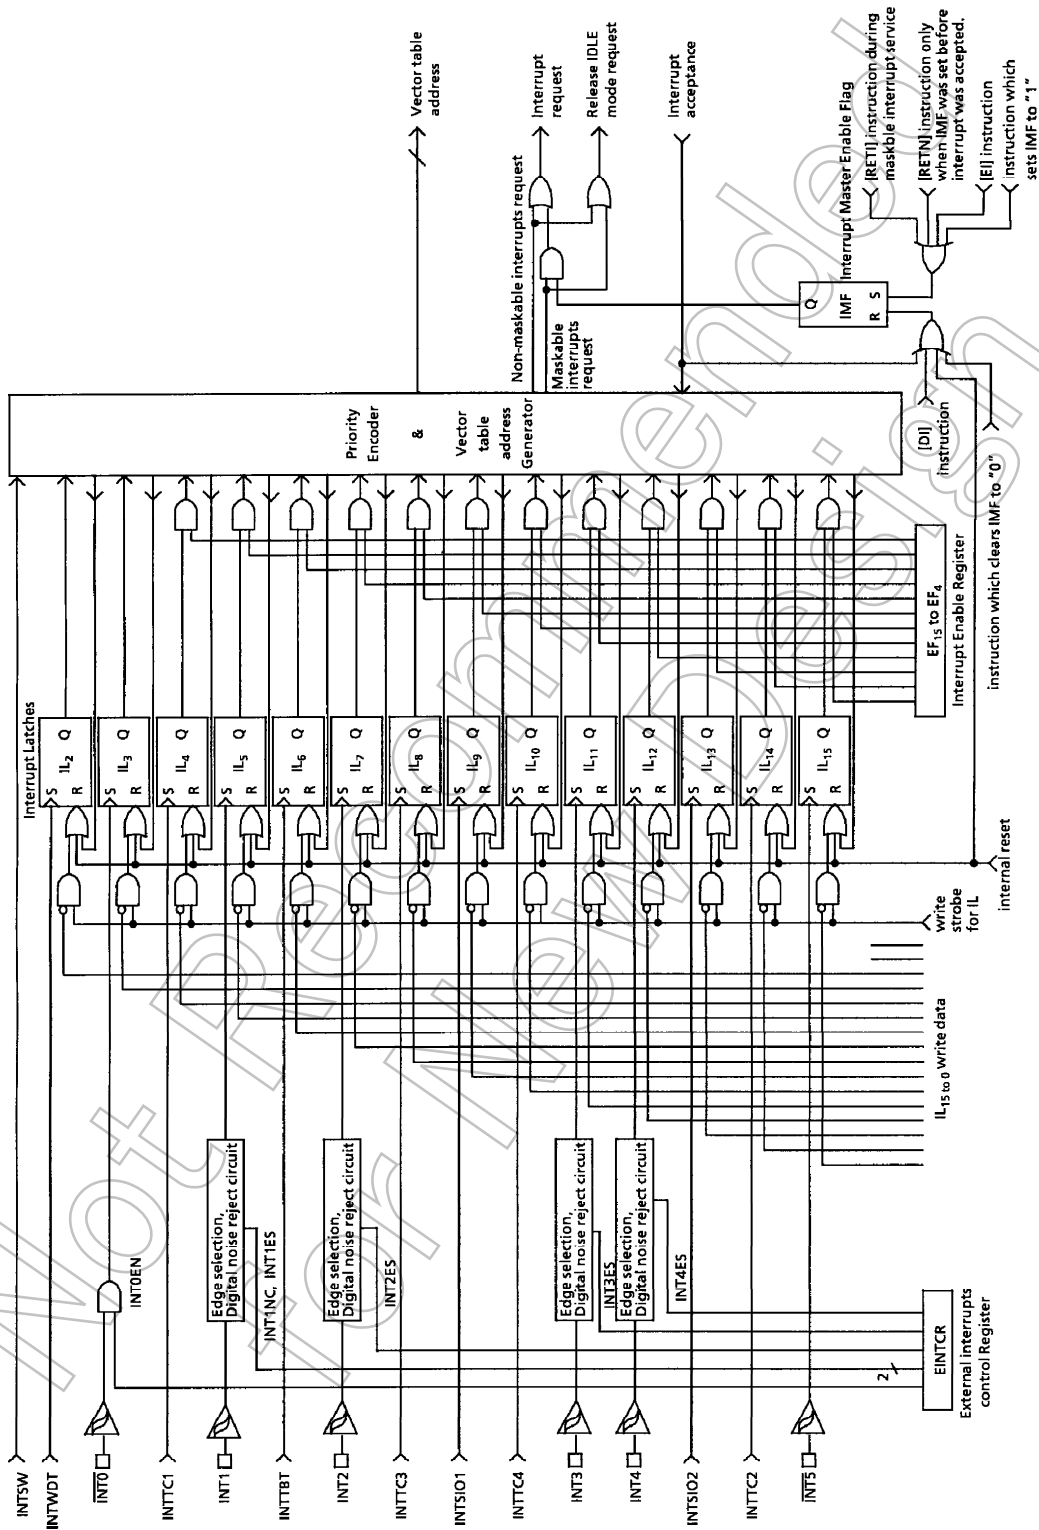 Not Recommended
for New Design
Vector table
address
Interrupt
request
Release IDLE
mode request
Interrupt
acceptance
Interrupt Master Enable Flag
[RETI] instruction during
maskble interrupt service
[RETN] instruction only
when IMF was set before
interrupt was accepted.
[EI] instruction
instruction which
sets IMF to "1"
Non-maskable interrupts request
Maskable
interrupts
request
Q
IMF
R S
[DI]
instruction
instruction which clears IMF to "0"
Priority
Encoder
&
Vector
table
address
Generator
EF15 to EF4
Interrupt Enable Register
Interrupt Latches
S IL2 Q
R
S IL3 Q
R
S IL4 Q
R
S IL5 Q
R
S IL6 Q
R
S IL7 Q
R
S IL8 Q
R
S IL9 Q
R
S IL10 Q
R
S IL11 Q
R
S IL12 Q
R
S IL13 Q
R
S IL14 Q
R
S IL15 Q
R
internal reset
write
strobe
for IL
IL15 to 0 write data
Edge selection,
Digital noise reject circuit
Edge selection,
Digital noise reject circuit
Edge selection,
Digital noise reject circuit
Edge selection,
Digital noise reject circuit
INT0EN
INT1NC, INT1ES
INT2ES
INT3ES
INT4ES
2
EINTCR
External interrupts
control Register
INTSW
INTWDT
INT0
INTTC1
INT1
INTTBT
INT2
INTTC3
INTSIO1
INTTC4
INT3
INT4
INTSIO2
INTTC2
INT5